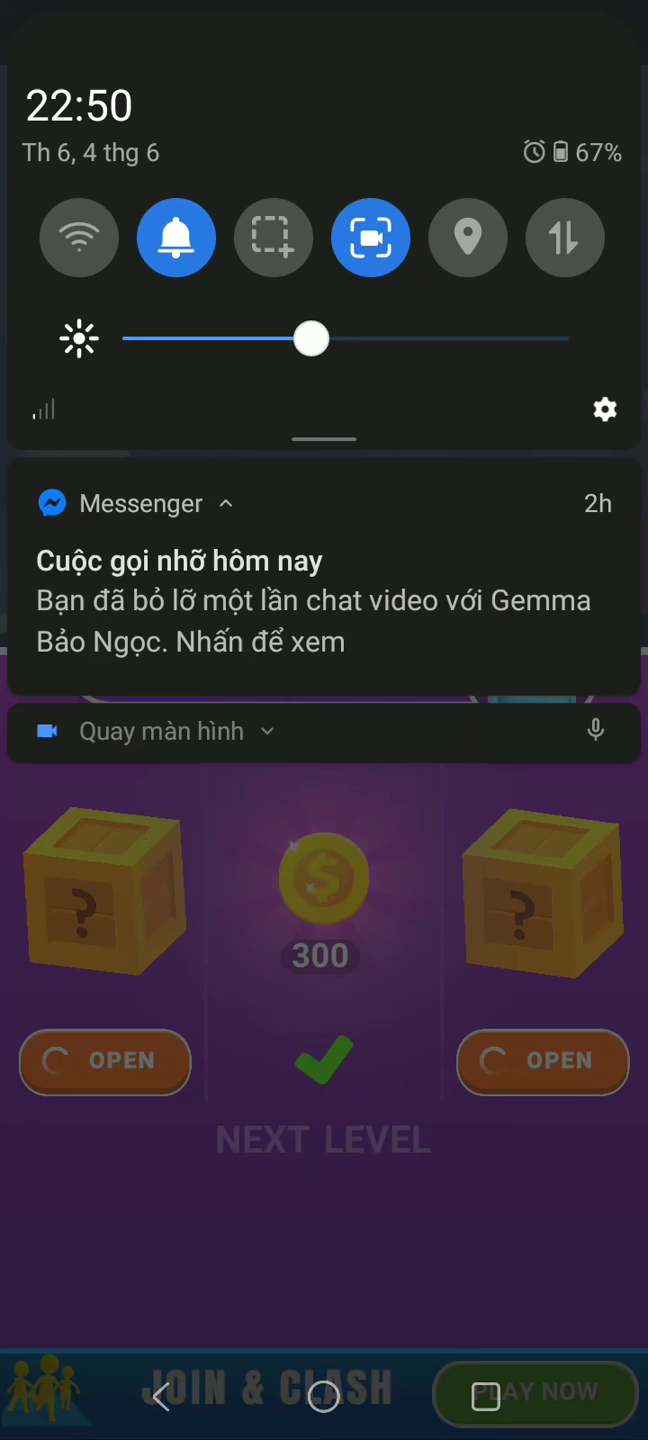 22:50
Th 6, 4 thg 6
67%
Messenger
2h
Cuộc gọi nhỡ hôm nay
Bạn đã bỏ lỡ một lần chat video với Gemma
Bảo Ngọc. Nhấn để xem
Quay màn hình
?
$
?
300
OPEN
OPEN
NEXT LEVEL
JOIN & CLASH
PLAY NOW